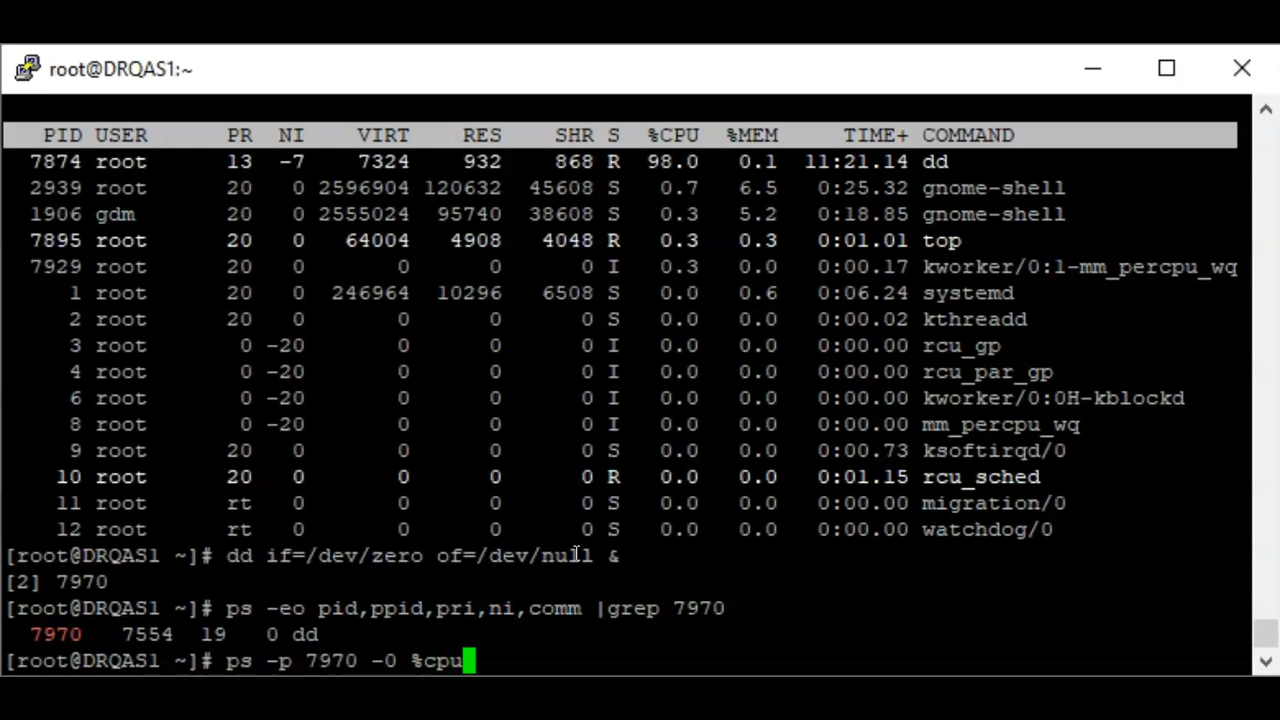 root@DRQAS1:~
PID USER PR NI VIRT RES SHR S %CPU %MEM TIME+ COMMAND
7874 root 13 -7 7324 932 868 R 98.0 0.1 11:21.14 dd
2939 root 20 0 2596904 120632 45608 S 0.7 6.5 0:25.32 gnome-shell
1906 gdm 20 0 2555024 95740 38608 S 0.3 5.2 0:18.85 gnome-shell
7895 root 20 0 64004 4908 4048 R 0.3 0.3 0:01.01 top
7929 root 20 0 0 0 0 I 0.3 0.0 0:00.17 kworker/0:1-mm_percpu_wq
1 root 20 0 246964 10296 6508 S 0.0 0.6 0:06.24 systemd
2 root 20 0 0 0 0 S 0.0 0.0 0:00.02 kthreadd
3 root 0 -20 0 0 0 I 0.0 0.0 0:00.00 rcu_gp
4 root 0 -20 0 0 0 I 0.0 0.0 0:00.00 rcu_par_gp
6 root 0 -20 0 0 0 I 0.0 0.0 0:00.00 kworker/0:0H-kblockd
8 root 0 -20 0 0 0 I 0.0 0.0 0:00.00 mm_percpu_wq
9 root 20 0 0 0 0 S 0.0 0.0 0:00.73 ksoftirqd/0
10 root 20 0 0 0 0 R 0.0 0.0 0:01.15 rcu_sched
11 root rt 0 0 0 0 S 0.0 0.0 0:00.00 migration/0
12 root rt 0 0 0 0 S 0.0 0.0 0:00.00 watchdog/0
[root@DRQAS1 ~]# dd if=/dev/zero of=/dev/null &
[2] 7970
[root@DRQAS1 ~]# ps -eo pid,ppid,pri,ni,comm |grep 7970
7970 7554 19 0 dd
[root@DRQAS1 ~]# ps -p 7970 -0 %cpu